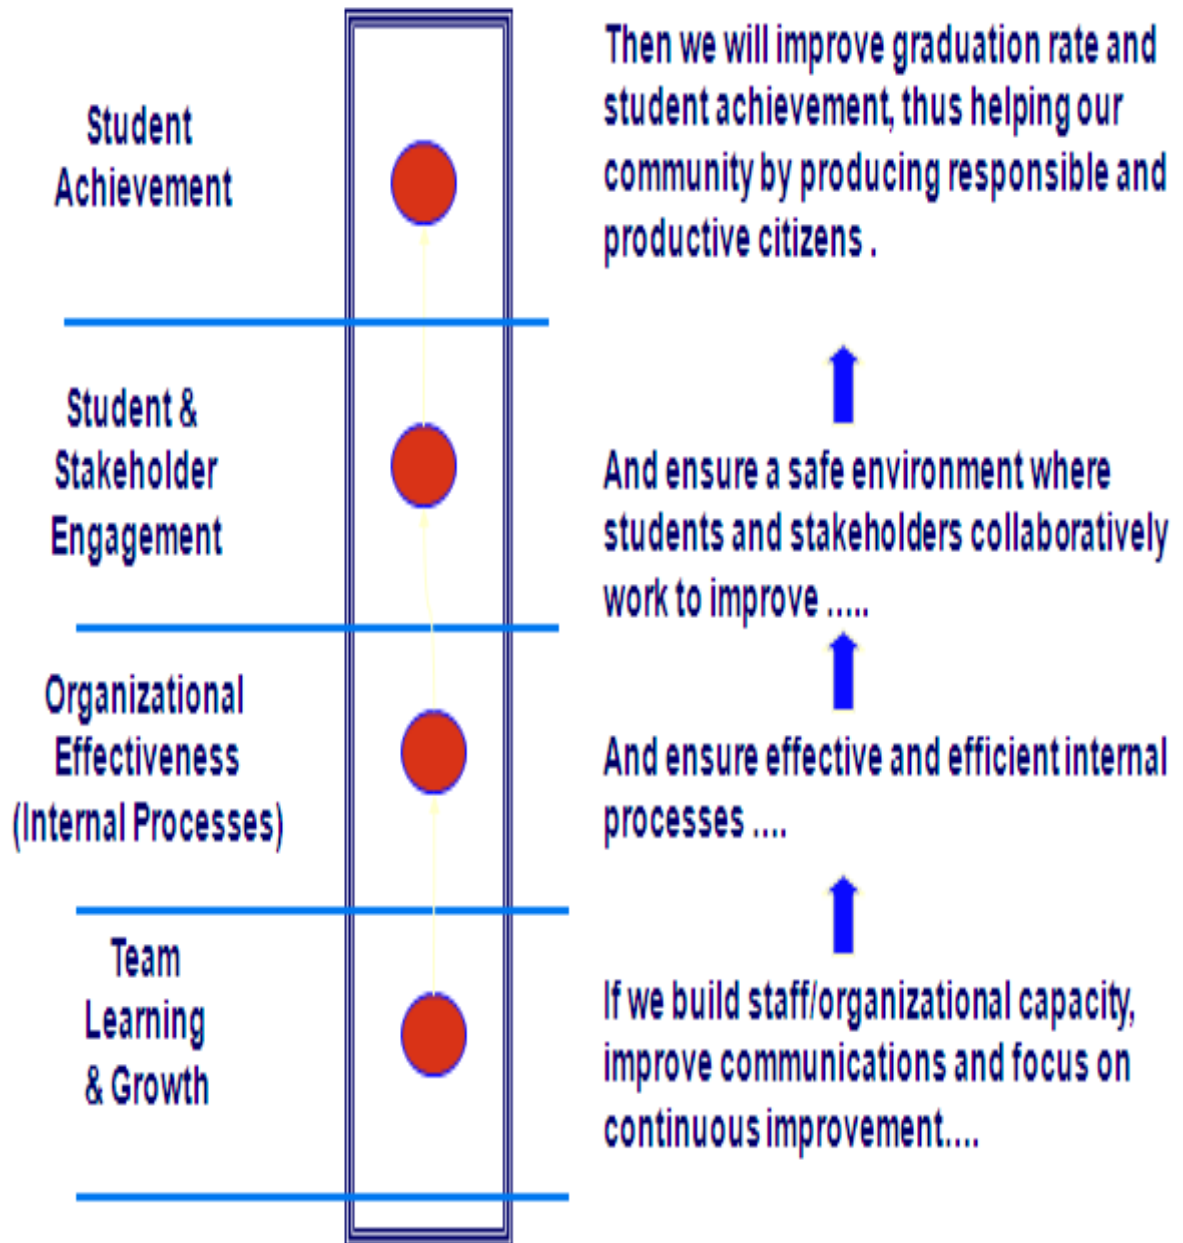 Student
Achievement
Then we will improve graduation rate and
student achievement, thus helping our
community by producing responsible and
productive citizens .
Student &
Stakeholder
Engagement
And ensure a safe environment where
students and stakeholders collaboratively
work to improve .....
Organizational
Effectiveness
(Internal Processes)
And ensure effective and efficient internal
processes ....
Team
Learning
& Growth
If we build staff/organizational capacity,
improve communications and focus on
continuous improvement....